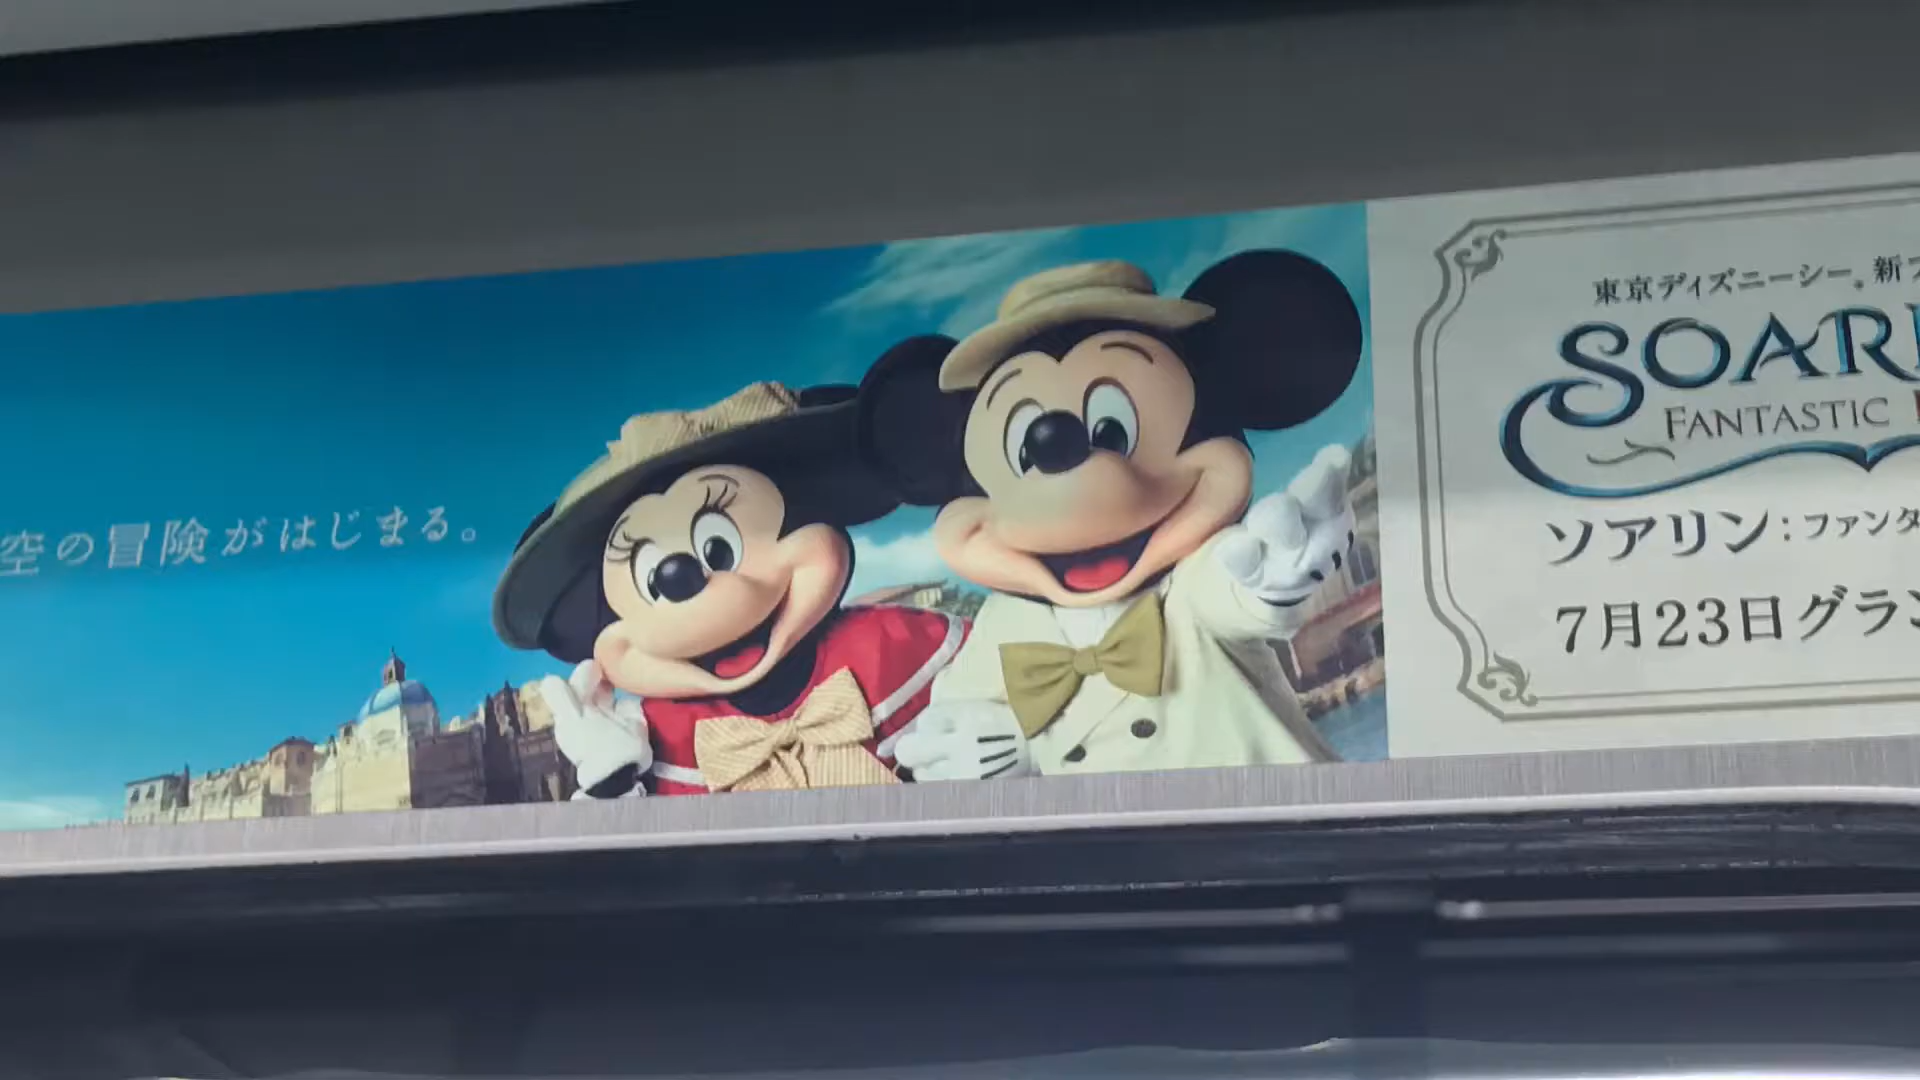 空の冒険がはじまる。
東京ディズニーシー。新
SOAR
FANTASTIC
ソアリン:ファンタ
7月23日グラン